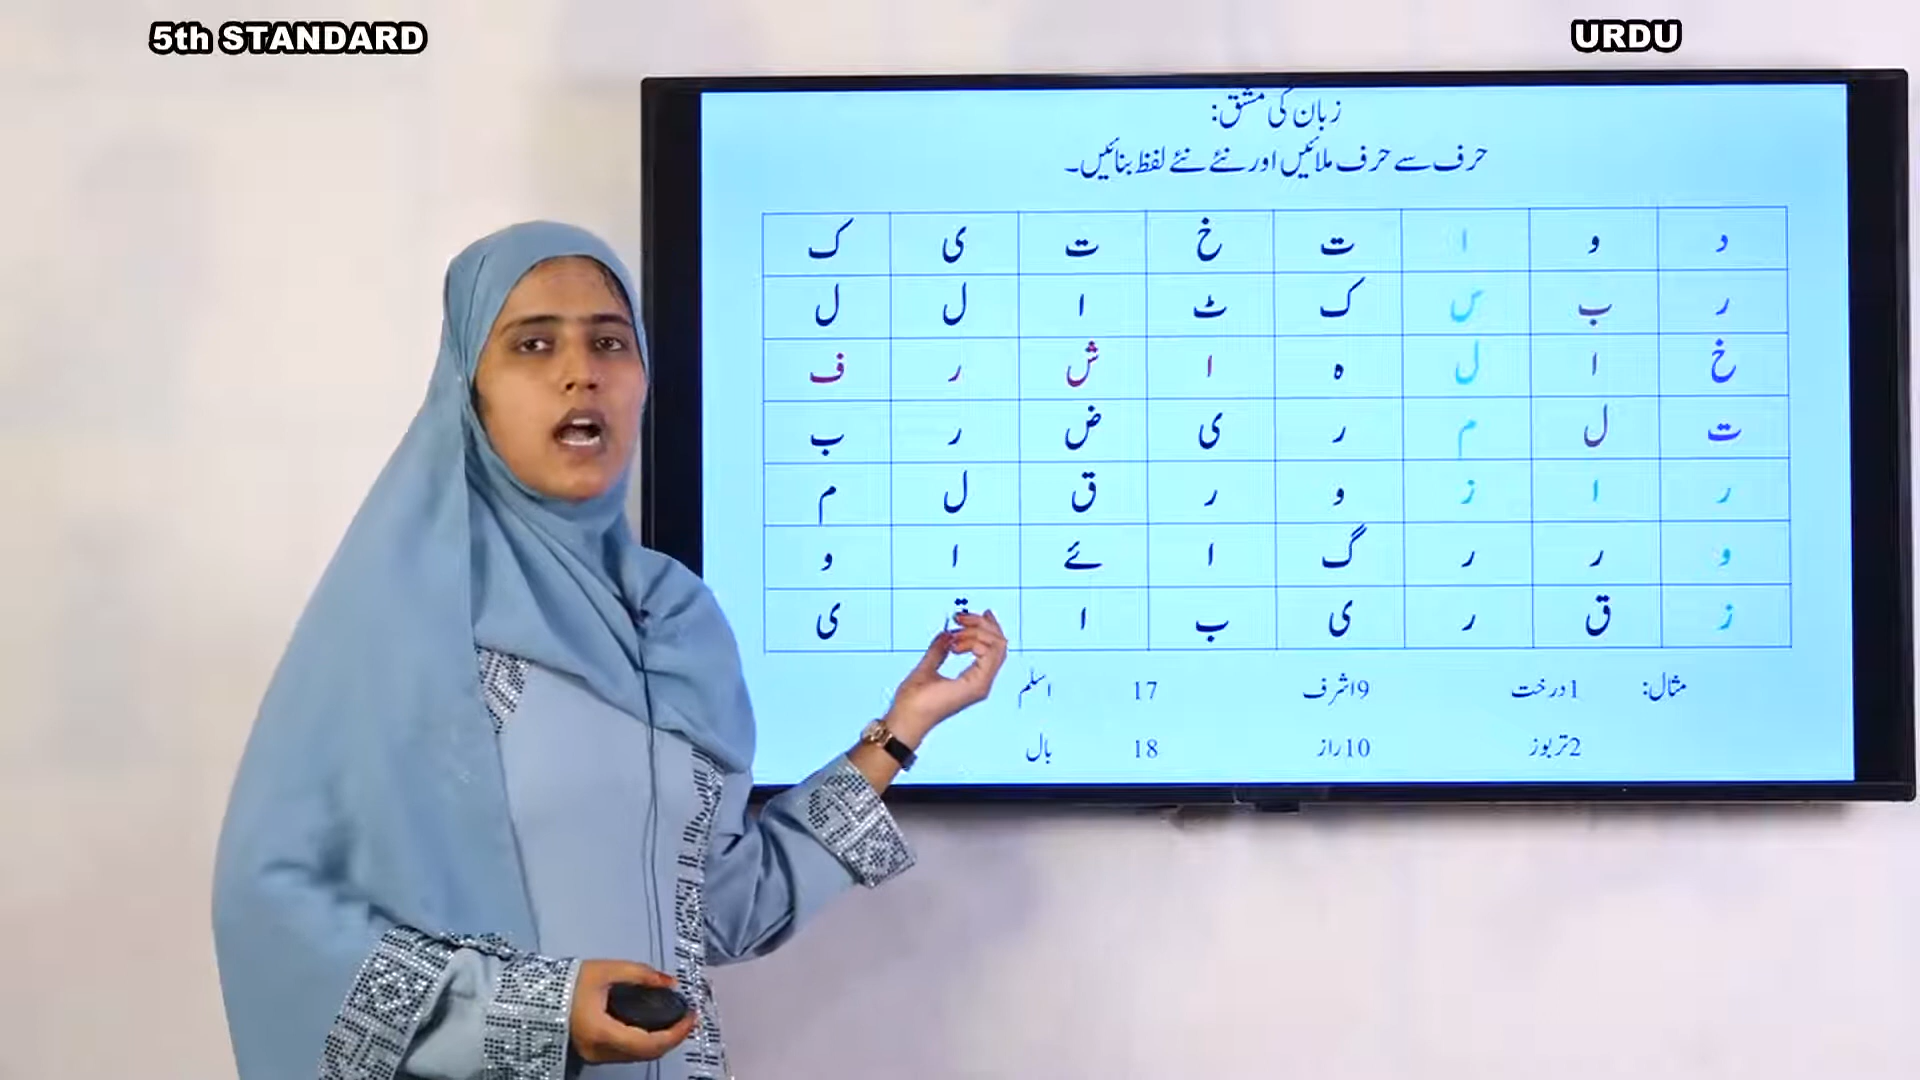 5th STANDARD
URDU
زبان کی مشق:
حرف سے حرف ملائیں اور نئے نئے لفظ بنائیں۔
د و ا ت خ ت ی ک
ر ب س ک ٹ ا ل ل
خ ا ل ہ ا ش ر ف
ت ل م ر ی ض ر ب
ر ا ز و ر ق ل م
و ر ر گ ا ئے ا و
ز ق ر ی ب ا ق ی
مثال: 1درخت 9اشرف 17 اسلم
2تربوز 10راز 18 بال